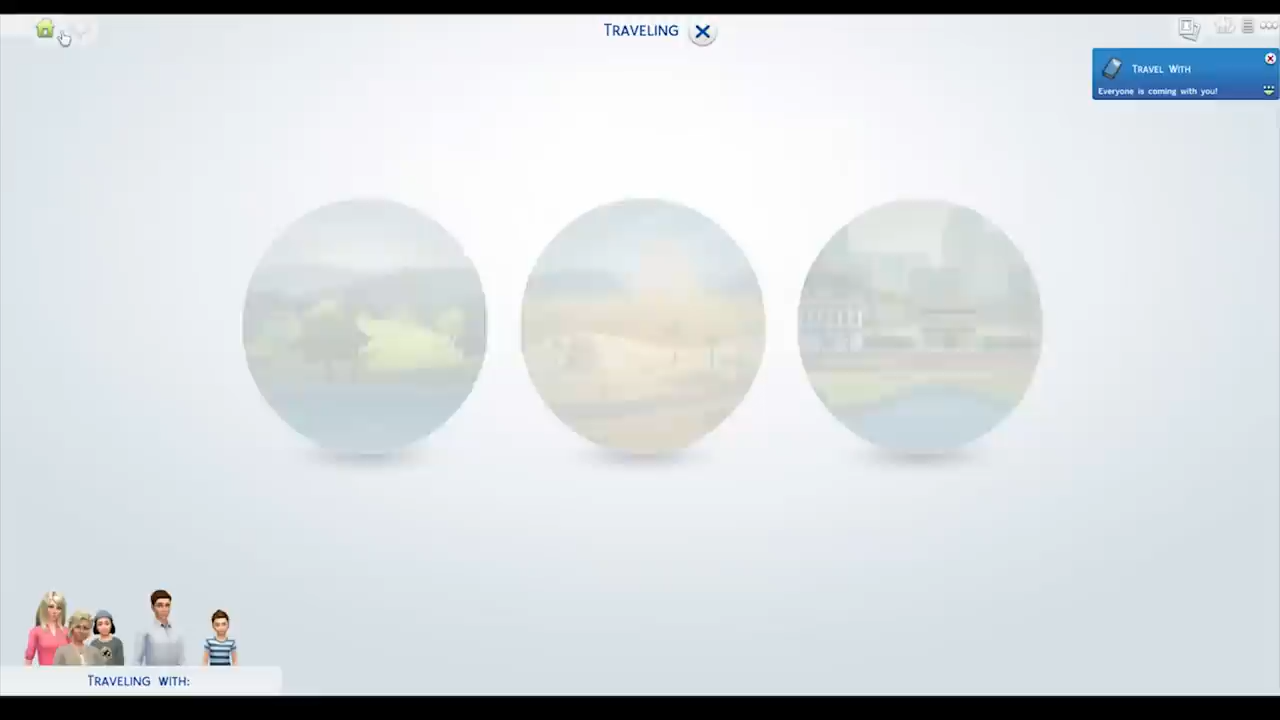 TRAVELING
TRAVEL WITH
Everyone is coming with you!
TRAVELING WITH: